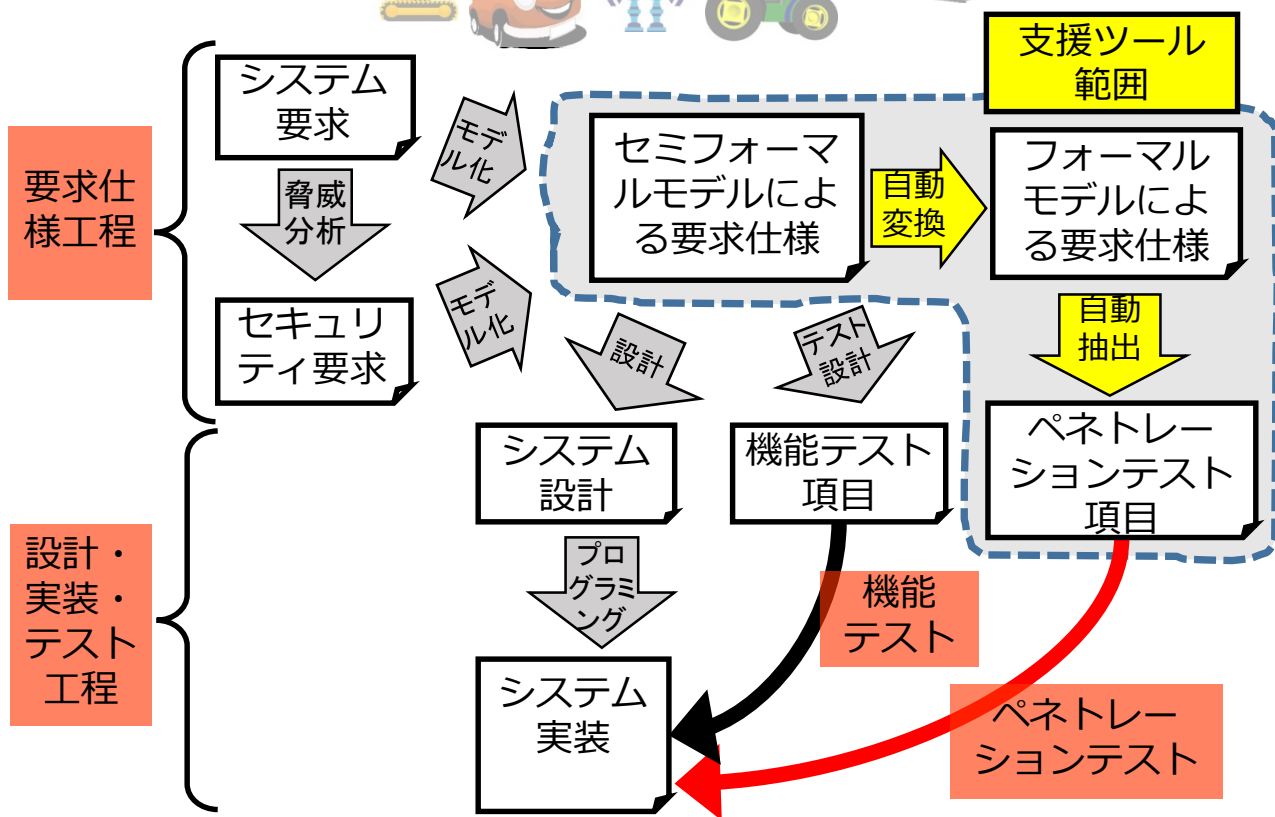 支援ツール
範囲
システム
要求
モデ
ル化
セミフォーマ
ルモデルによ
る要求仕様
自動
変換
フォーマル
モデルによ
る要求仕様
要求仕
様工程
脅威
分析
セキュリ
ティ要求
モデ
ル化
設計
テスト
設計
自動
抽出
システム
設計
機能テスト
項目
ペネトレー
ションテスト
項目
設計・
実装・
テスト
工程
プロ
グラミ
ング
機能
テスト
システム
実装
ペネトレー
ションテスト